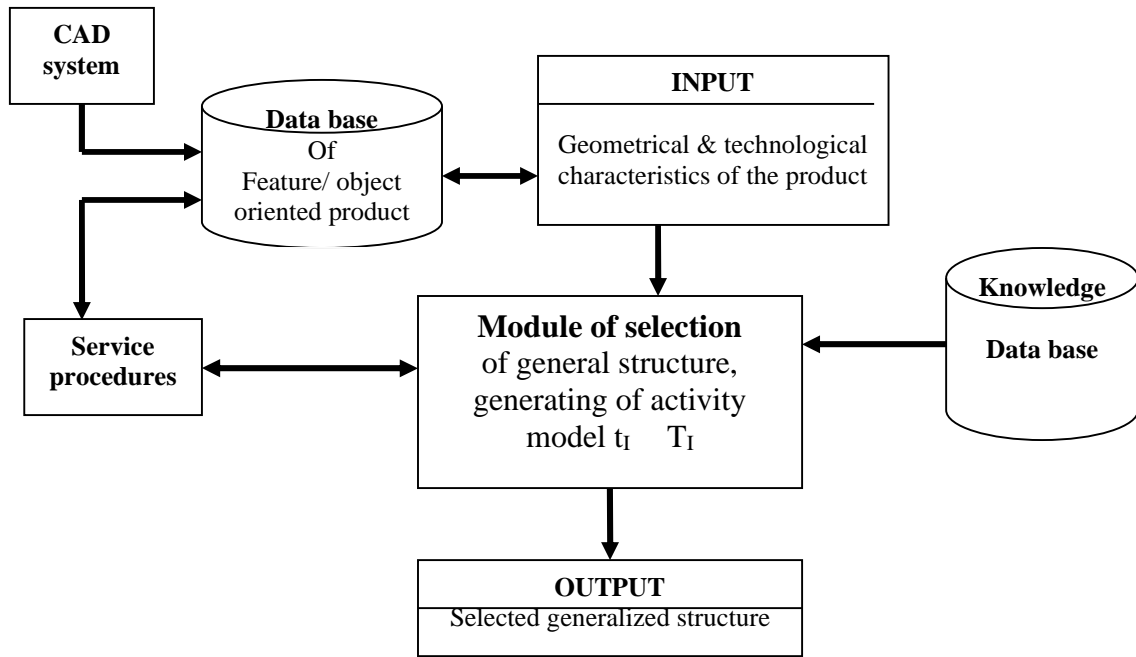 CAD
system
Data base
Of
Feature/ object
oriented product
INPUT
Geometrical & technological
characteristics of the product
Service
procedures
Module of selection
of general structure,
generating of activity
model tI TI
Knowledge
Data base
OUTPUT
Selected generalized structure